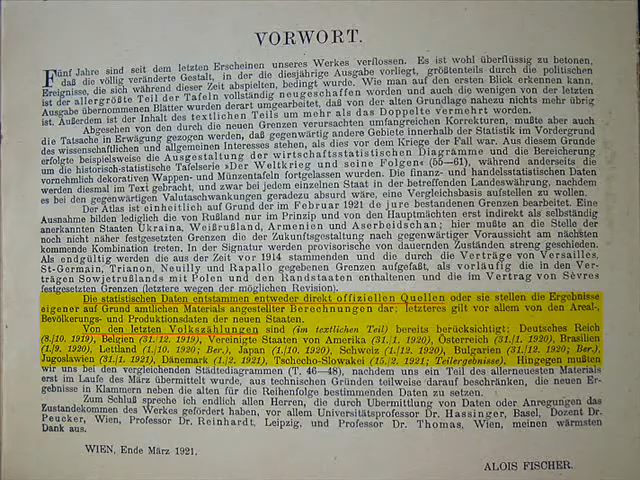 VORWORT.
Fünf Jahre sind seit dem letzten Erscheinen unseres Werkes verflossen. Es ist wohl überflüssig zu betonen,
daß die völlig veränderte Gestalt, in der die diesjährige Ausgabe vorliegt, größtenteils durch die politischen
Ereignisse, die sich während dieser Zeit abspielten, bedingt wurde. Wie man auf den ersten Blick erkennen kann,
ist der allergrößte Teil der Tafeln vollständig neugeschaffen worden und auch die wenigen von der letzten
Ausgabe übernommenen Blätter wurden derart umgearbeitet, daß von der alten Grundlage nahezu nichts mehr übrig
ist. Außerdem ist der Inhalt des textlichen Teils um mehr als das Doppelte vermehrt worden.
Abgesehen von den durch die neuen Grenzen verursachten umfangreichen Korrekturen, mußte aber auch
die Tatsache in Erwägung gezogen werden, daß gegenwärtig andere Gebiete innerhalb der Statistik im Vordergrund
des wissenschaftlichen und allgemeinen Interesses stehen, als dies vor dem Kriege der Fall war. Aus diesem Grunde
erfolgte beispielsweise die Ausgestaltung der wirtschaftsstatistischen Diagramme und die Bereicherung
um die historisch-statistische Tafelserie »Der Weltkrieg und seine Folgen« (55—61), während anderseits die
vornehmlich dekorativen Wappen- und Münzentafeln fortgelassen wurden. Die finanz- und handelsstatistischen Daten
werden diesmal im Text gebracht, und zwar bei jedem einzelnen Staat in der betreffenden Landeswährung, nachdem
es bei den gegenwärtigen Valutaschwankungen geradezu absurd wäre, eine Vergleichsbasis aufstellen zu wollen.
Der Atlas ist einheitlich auf Grund der im Februar 1921 de jure bestandenen Grenzen bearbeitet. Eine
Ausnahme bilden lediglich die von Rußland nur im Prinzip und von den Hauptmächten erst indirekt als selbständig
anerkannten Staaten Ukraina, Weißrußland, Armenien und Aserbeidschan; hier mußte an die Stelle der
noch nicht näher festgesetzten Grenzen die der Zukunftsgestaltung nach gegenwärtiger Voraussicht am nächsten
kommende Kombination treten. In der Signatur werden provisorische von dauernden Zuständen streng geschieden.
Als endgültig werden die aus der Zeit vor 1914 stammenden und die durch die Verträge von Versailles,
St-Germain, Trianon, Neuilly und Rapallo gegebenen Grenzen aufgefaßt, als vorläufig die in den Ver-
trägen Sowjetrußlands mit Polen und den Randstaaten enthaltenen und die im Vertrag von Sèvres
festgesetzten Grenzen (letztere wegen der möglichen Revision).
Die statistischen Daten entstammen entweder direkt offiziellen Quellen oder sie stellen die Ergebnisse
eigener auf Grund amtlichen Materials angestellter Berechnungen dar; letzteres gilt vor allem von den Areal-,
Bevölkerungs- und Produktionsdaten der neuen Staaten.
Von den letzten Volkszählungen sind (im textlichen Teil) bereits berücksichtigt: Deutsches Reich
(8./10. 1919), Belgien (31./12. 1919), Vereinigte Staaten von Amerika (31./1. 1920), Österreich (31./1. 1920), Brasilien
(1./9. 1920), Lettland (1./10. 1920; Ber.), Japan (1./10. 1920), Schweiz (1./12. 1920), Bulgarien (31./12. 1920; Ber.),
Jugoslawien (31./1. 1921), Dänemark (1./2. 1921), Tschecho-Slowakei (15./2. 1921; Teilergebnisse). Hingegen mußten
wir uns bei den vergleichenden Städtediagrammen (T. 46—48), nachdem uns ein Teil des allerneuesten Materials
erst im Laufe des März übermittelt wurde, aus technischen Gründen teilweise darauf beschränken, die neuen Er-
gebnisse in Klammern neben die alten für die Reihenfolge bestimmenden Daten zu setzen.
Zum Schluß spreche ich endlich allen Herren, die durch Übermittlung von Daten oder Anregungen das
Zustandekommen des Werkes gefördert haben, vor allem Universitätsprofessor Dr. Hassinger, Basel, Dozent Dr.
Peucker, Wien, Professor Dr. Reinhardt, Leipzig, und Professor Dr. Thomas, Wien, meinen wärmsten
Dank aus.
WIEN, Ende März 1921.
ALOIS FISCHER.